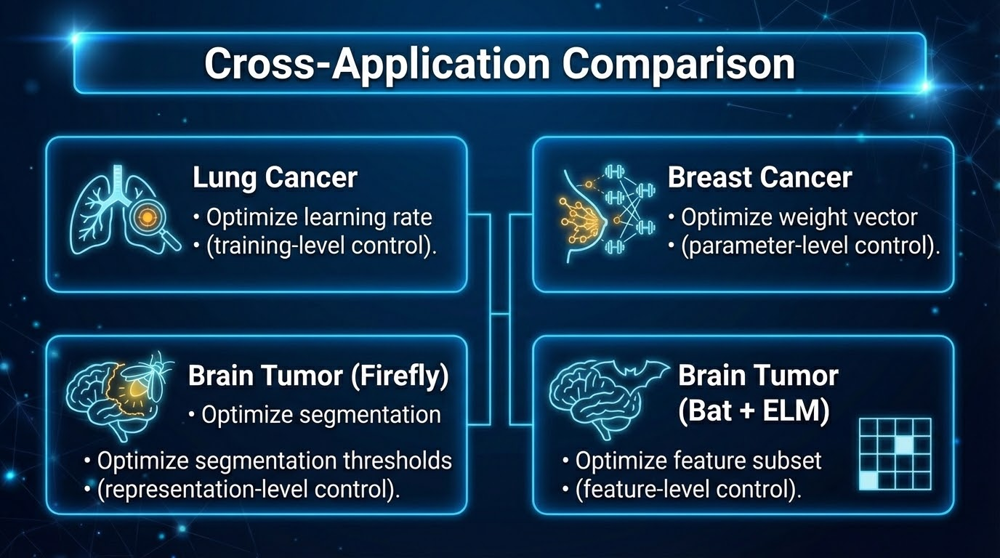 Cross-Application Comparison
Lung Cancer
• Optimize learning rate
• (training-level control).
Breast Cancer
• Optimize weight vector
• (parameter-level control).
Brain Tumor (Firefly)
• Optimize segmentation
• Optimize segmentation thresholds
• (representation-level control).
Brain Tumor
(Bat + ELM)
• Optimize feature subset
• (feature-level control).